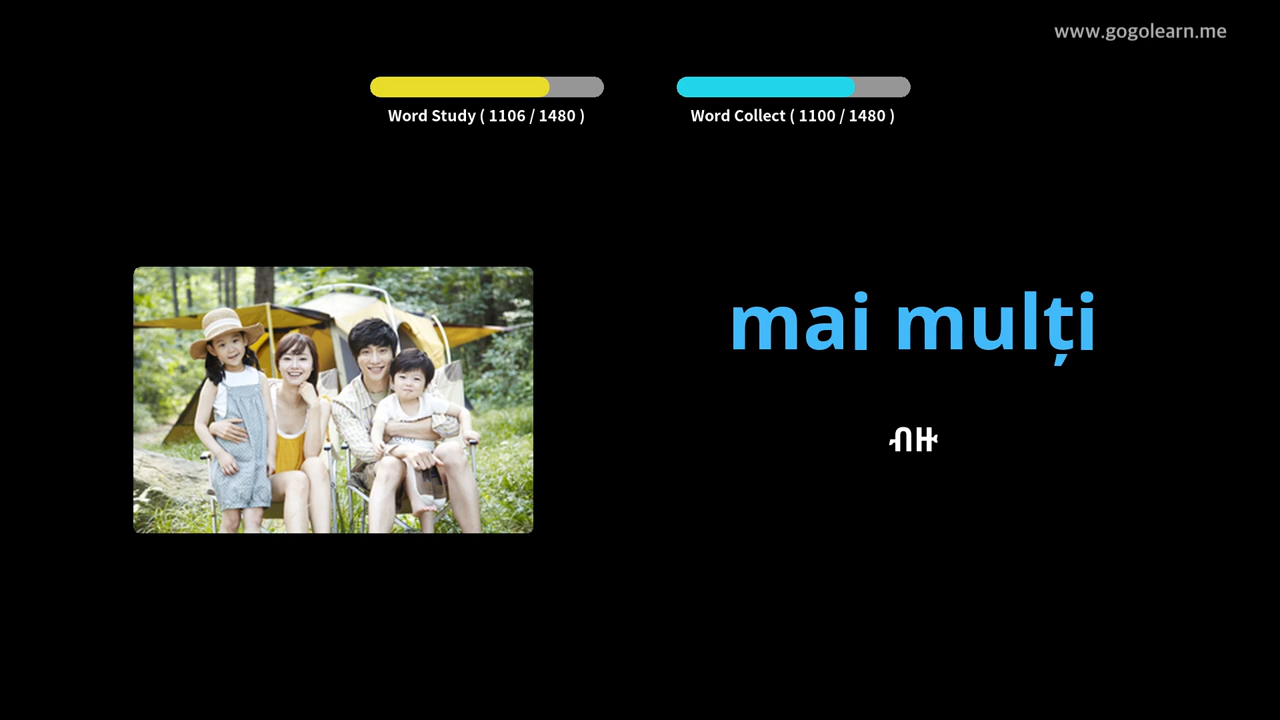 www.gogolearn.me
Word Study ( 1106 / 1480 )
Word Collect ( 1100 / 1480 )
mai mulți
ብዙ